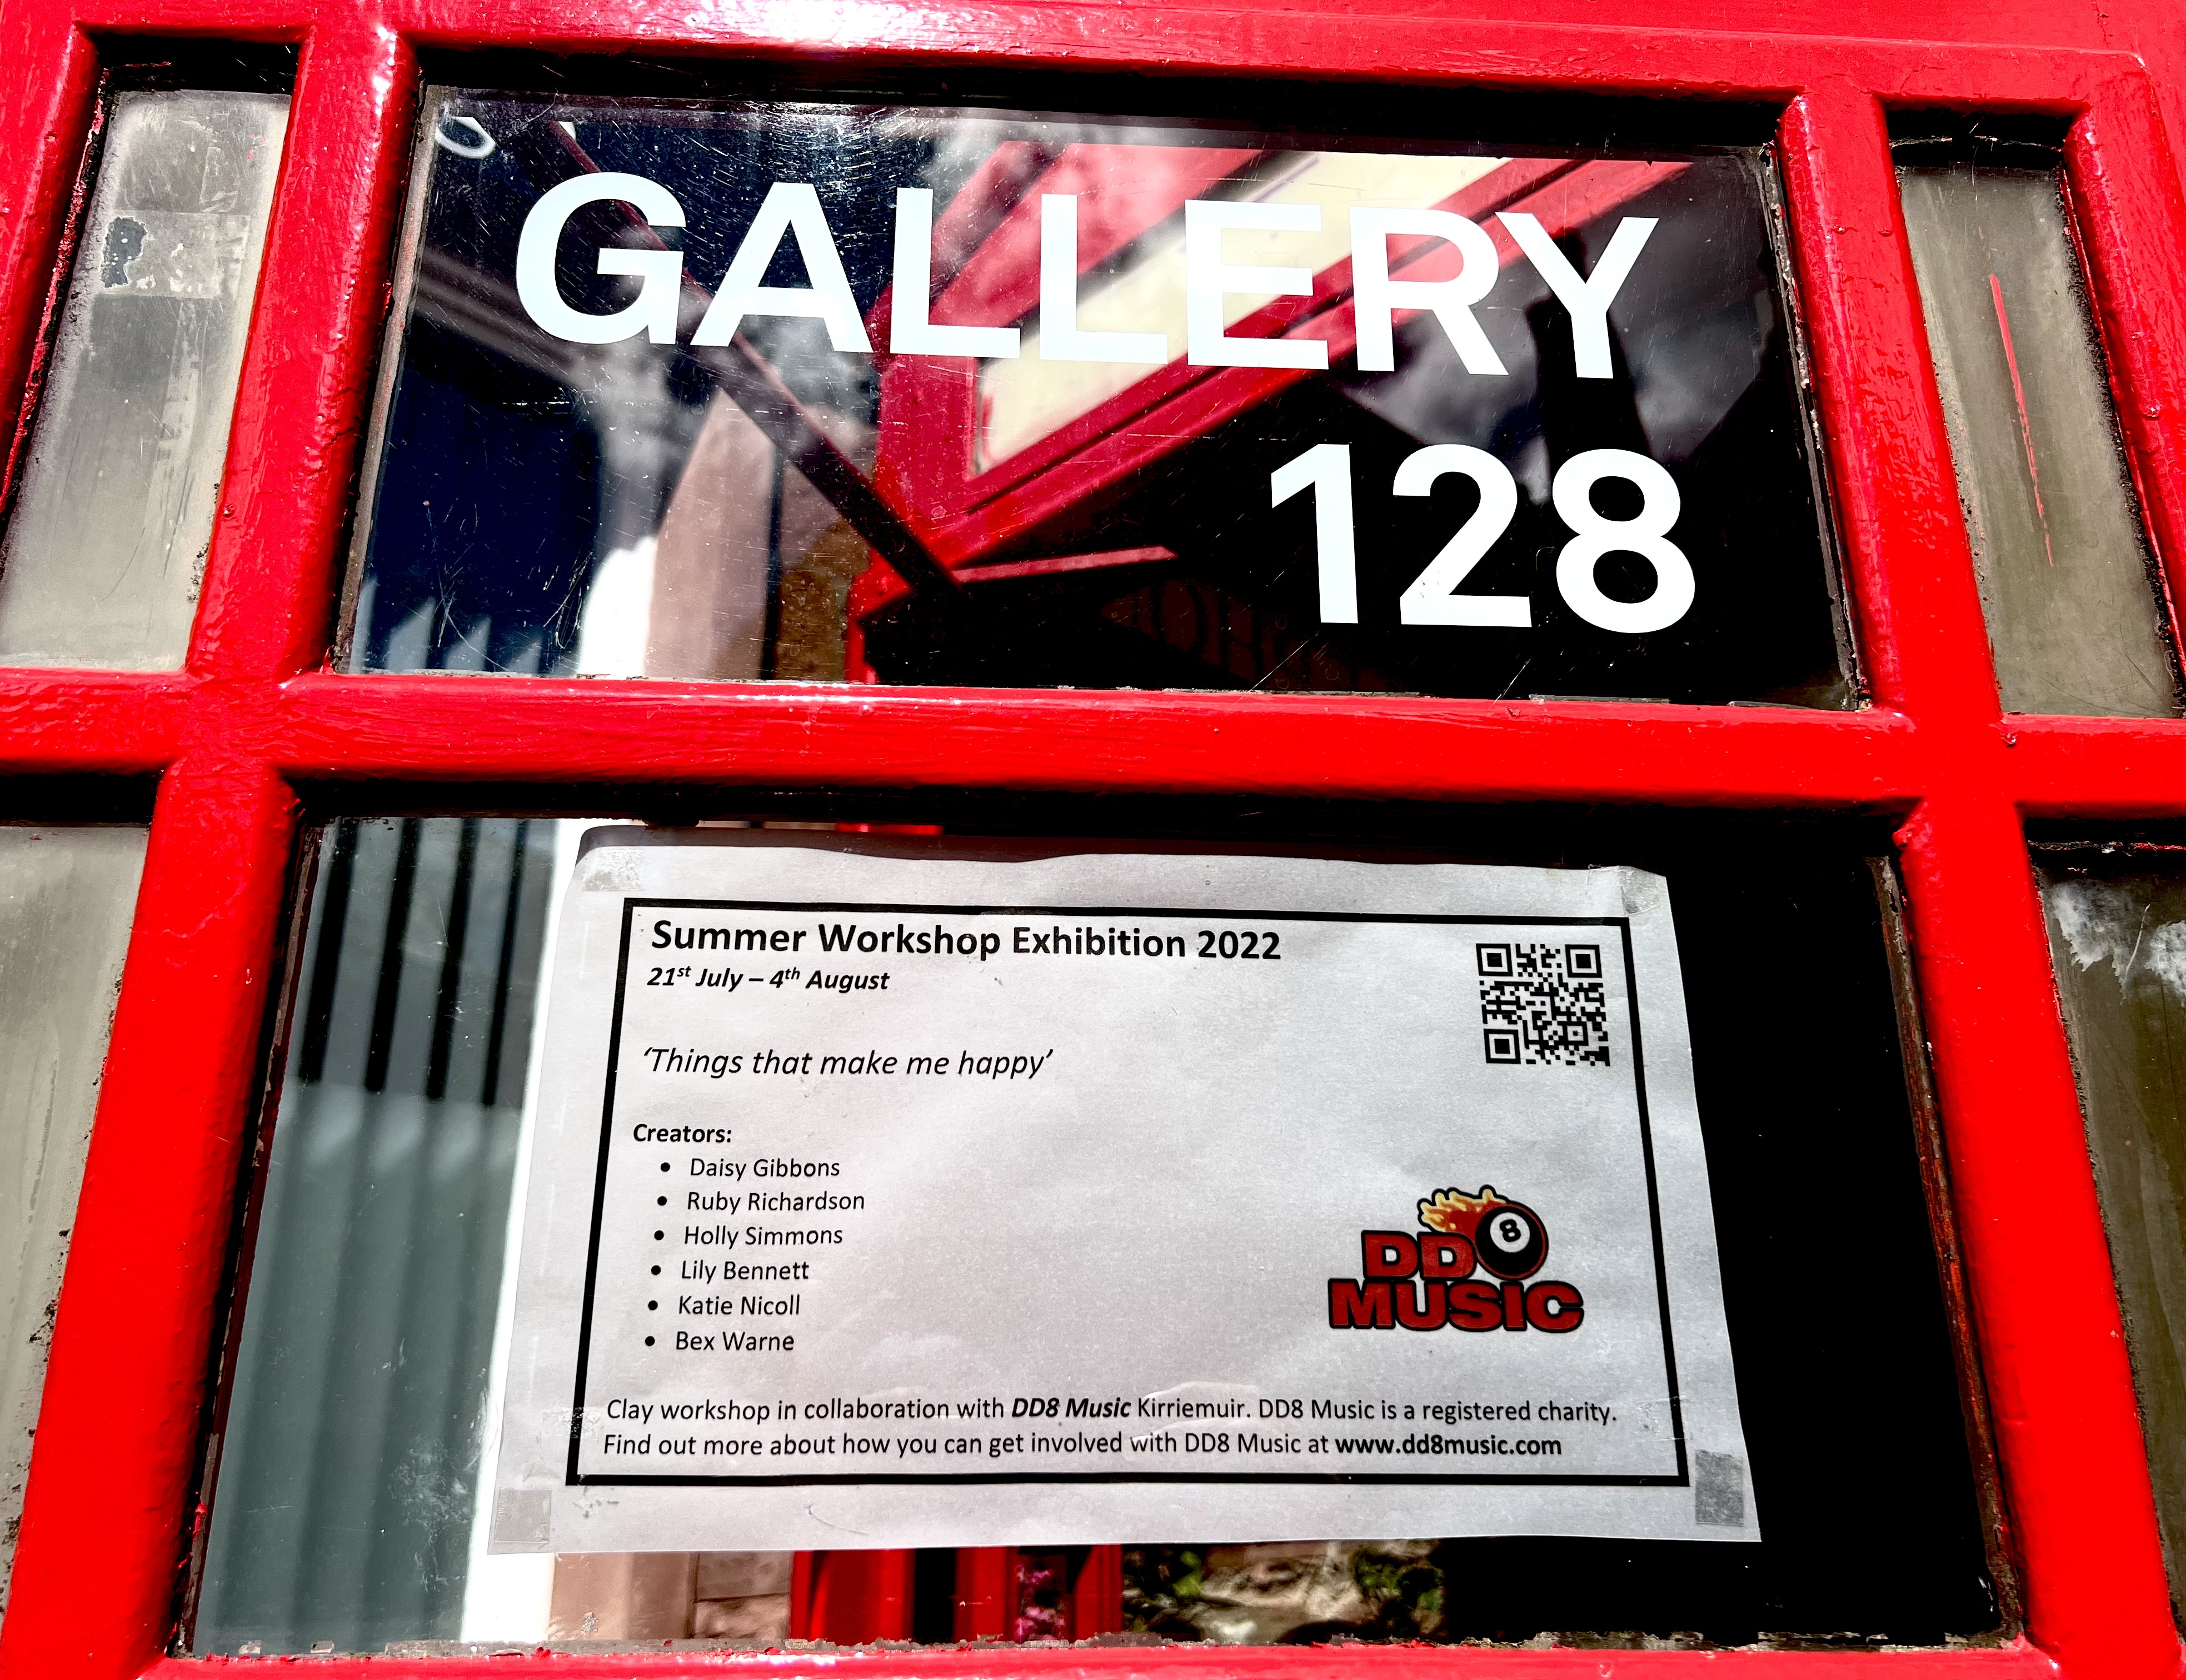 GALLERY
128
Summer Workshop Exhibition 2022
21st July – 4th August
‘Things that make me happy’
Creators:
• Daisy Gibbons
• Ruby Richardson
• Holly Simmons
• Lily Bennett
• Katie Nicoll
• Bex Warne
DD8
MUSIC
Clay workshop in collaboration with DD8 Music Kirriemuir. DD8 Music is a registered charity.
Find out more about how you can get involved with DD8 Music at www.dd8music.com